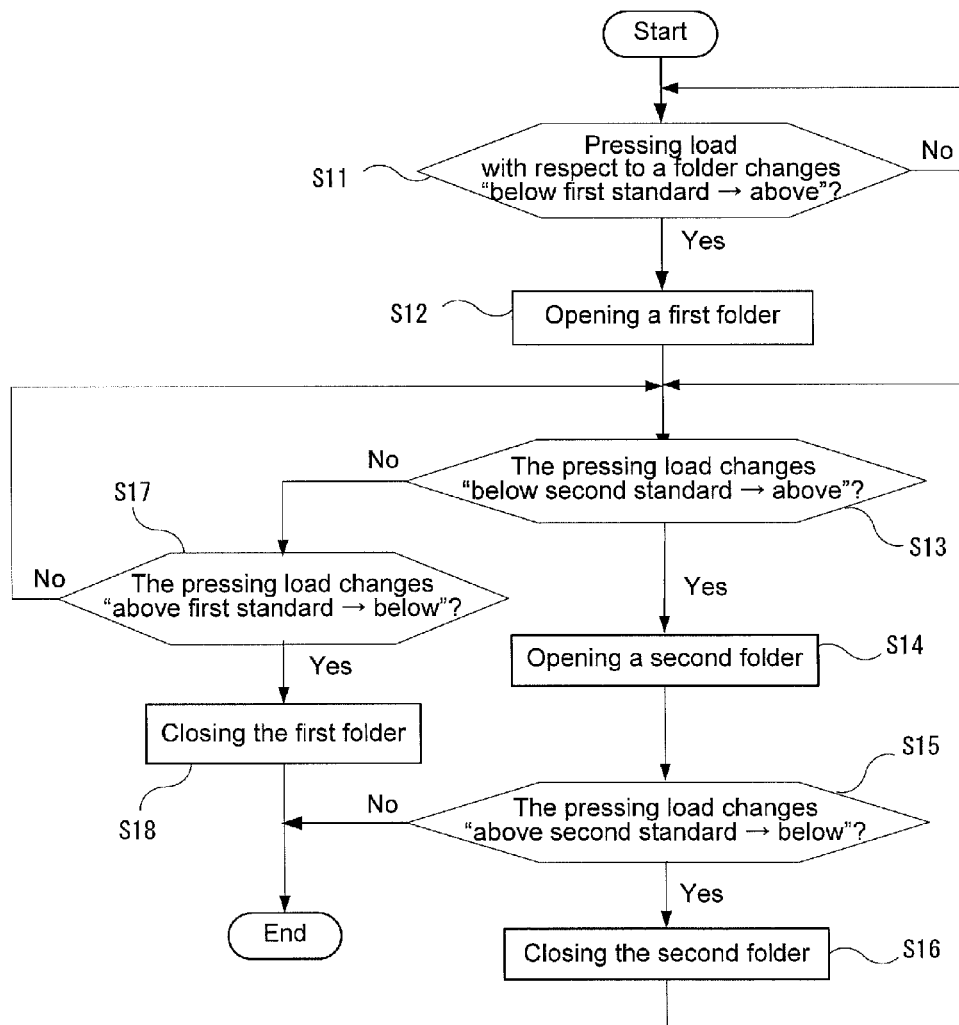 Start
Pressing load
with respect to a folder changes
“below first standard → above”?
No
S11
Yes
S12
Opening a first folder
No
The pressing load changes
“below second standard → above”?
S17
S13
No
The pressing load changes
“above first standard → below”?
Yes
Yes
Opening a second folder
S14
Closing the first folder
S15
S18
No
The pressing load changes
“above second standard → below”?
Yes
End
Closing the second folder
S16